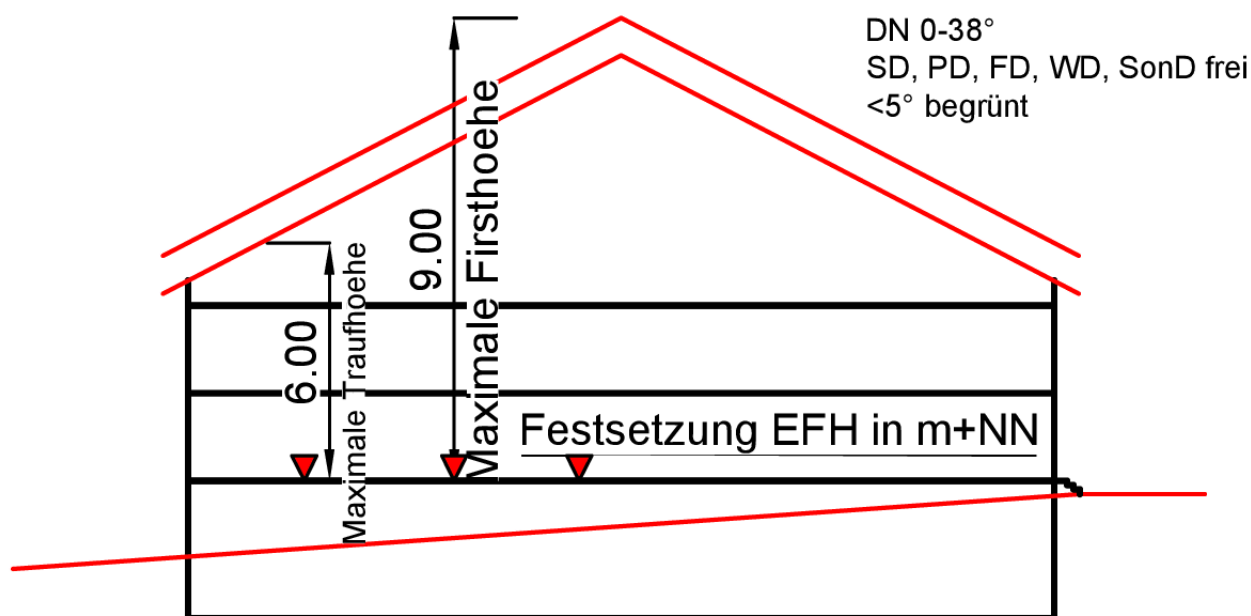 DN 0-38°
SD, PD, FD, WD, SonD frei
<5° begrünt
9.00
Maximale Firsthoehe
6.00
Maximale Traufhoehe
Festsetzung EFH in m+NN